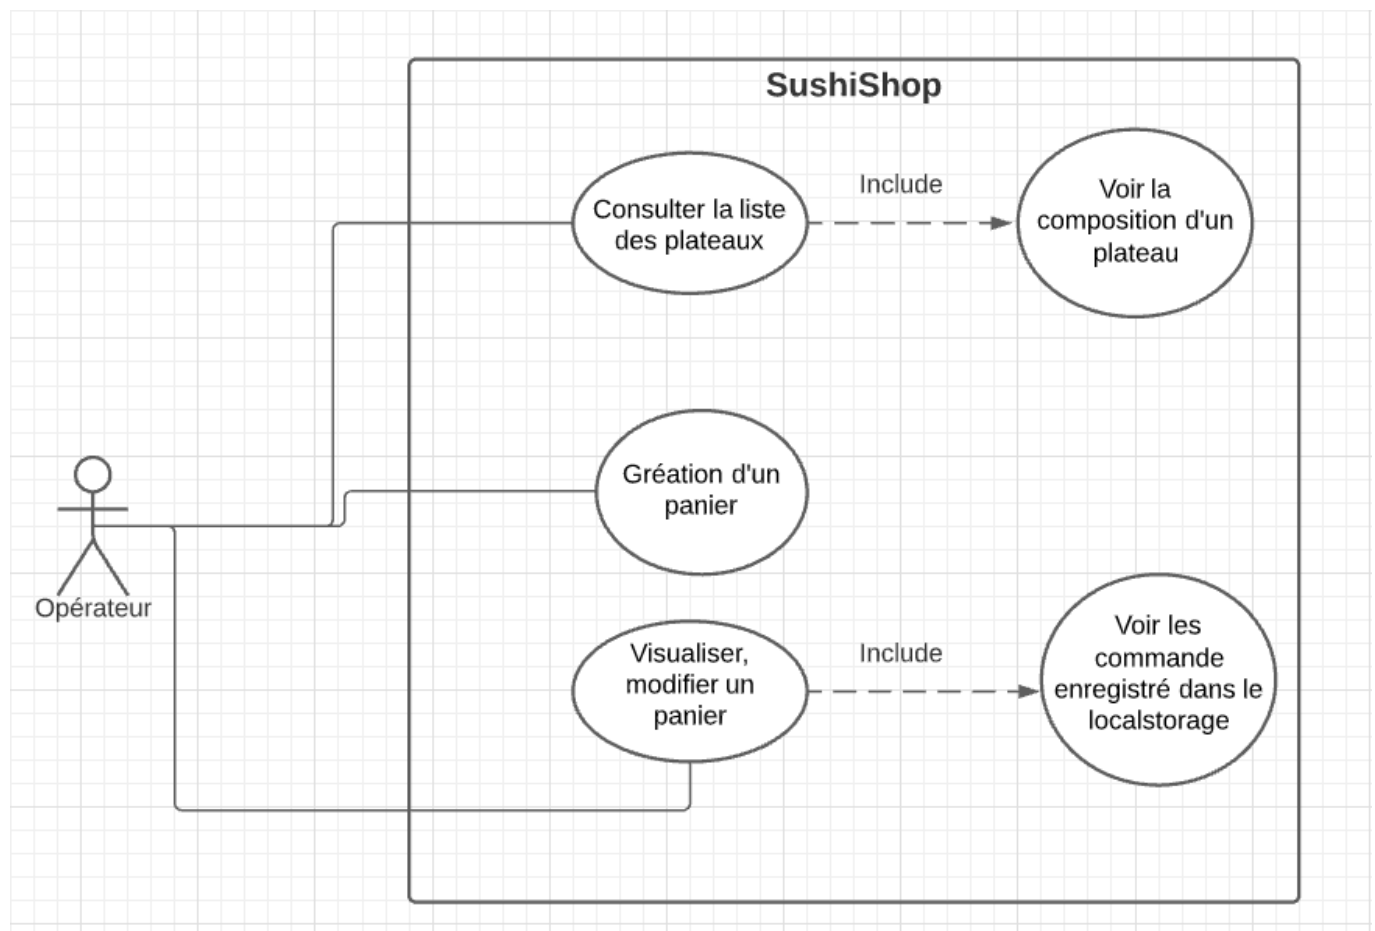 SushiShop
Consulter la liste
des plateaux
Include
Voir la
composition d'un
plateau
Gréation d'un
panier
Opérateur
Visualiser,
modifier un
panier
Include
Voir les
commande
enregistré dans le
localstorage